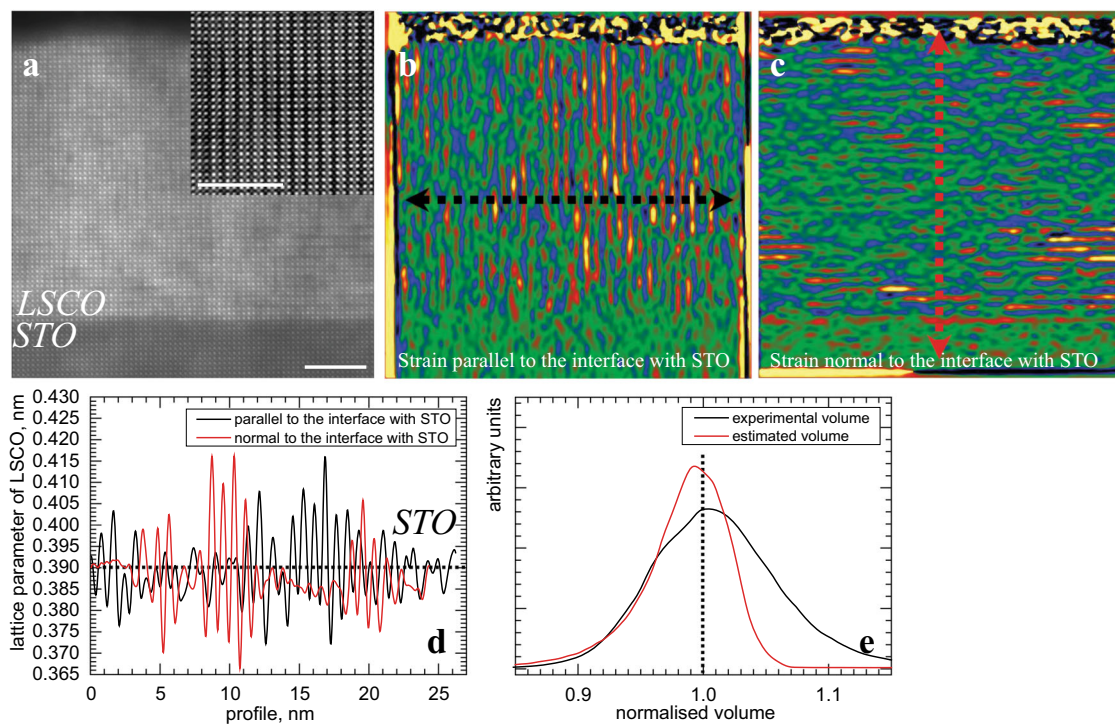 a
LSCO
STO
b
Strain parallel to the interface with STO
c
Strain normal to the interface with STO
lattice parameter of LSCO, nm
0.430
0.425
0.420
0.415
0.410
0.405
0.400
0.395
0.390
0.385
0.380
0.375
0.370
0.365
parallel to the interface with STO
normal to the interface with STO
STO
d
0 5 10 15 20 25
profile, nm
arbitrary units
experimental volume
estimated volume
e
0.9 1.0 1.1
normalised volume